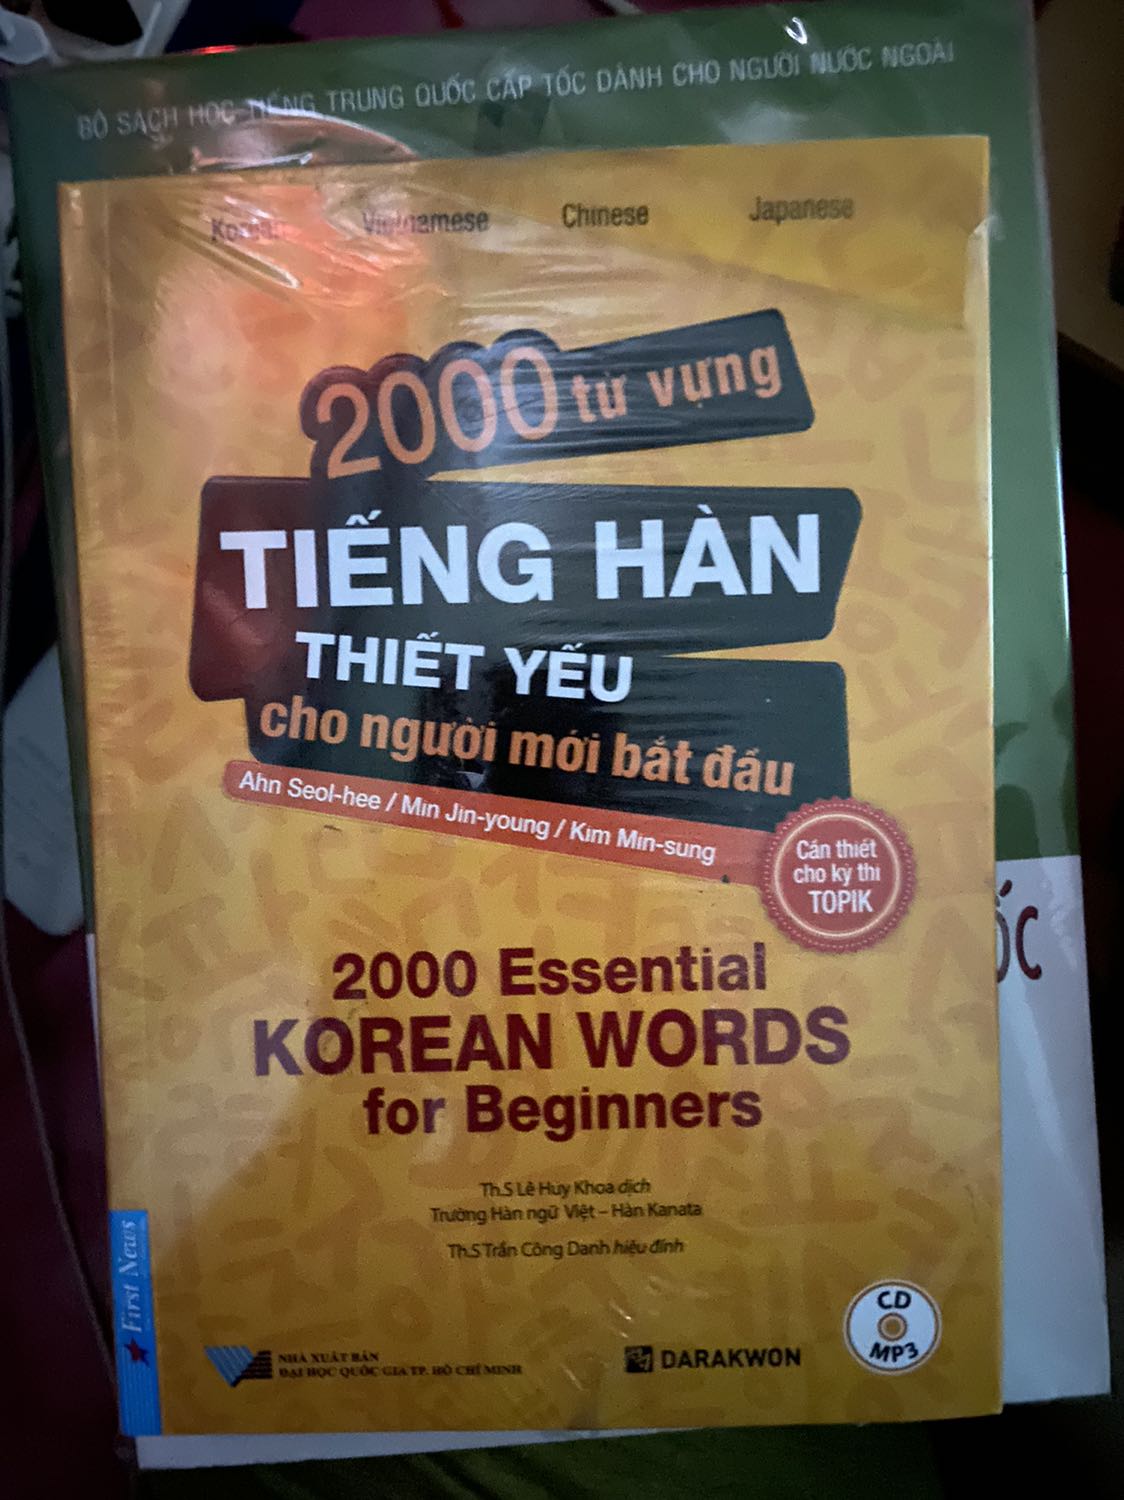 BỘ SÁCH HỌC TIẾNG TRUNG QUỐC CẤP TỐC DÀNH CHO NGƯỜI NƯỚC NGOÀI
Korean Vietnamese Chinese Japanese
2000 từ vựng
TIẾNG HÀN
THIẾT YẾU
cho người mới bắt đầu
Ahn Seol-hee / Min Jin-young / Kim Min-sung
Cần thiết
cho kỳ thi
TOPIK
ỐC
2000 Essential
KOREAN WORDS
for Beginners
Th.S Lê Huy Khoa dịch
Trường Hàn ngữ Việt – Hàn Kanata
Th.S Trần Công Danh hiệu đính
First News
NHÀ XUẤT BẢN
ĐẠI HỌC QUỐC GIA TP. HỒ CHÍ MINH
DARAKWON
CD
MP3